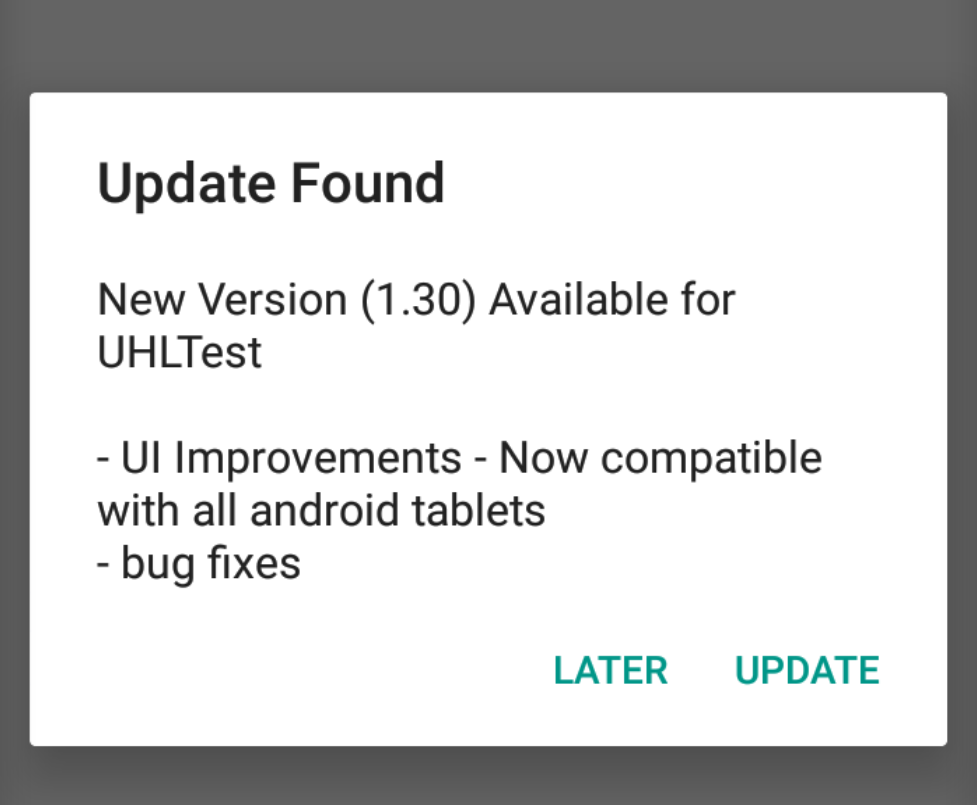 Update Found
New Version (1.30) Available for
UHLTest
- UI Improvements - Now compatible
with all android tablets
- bug fixes
LATER UPDATE